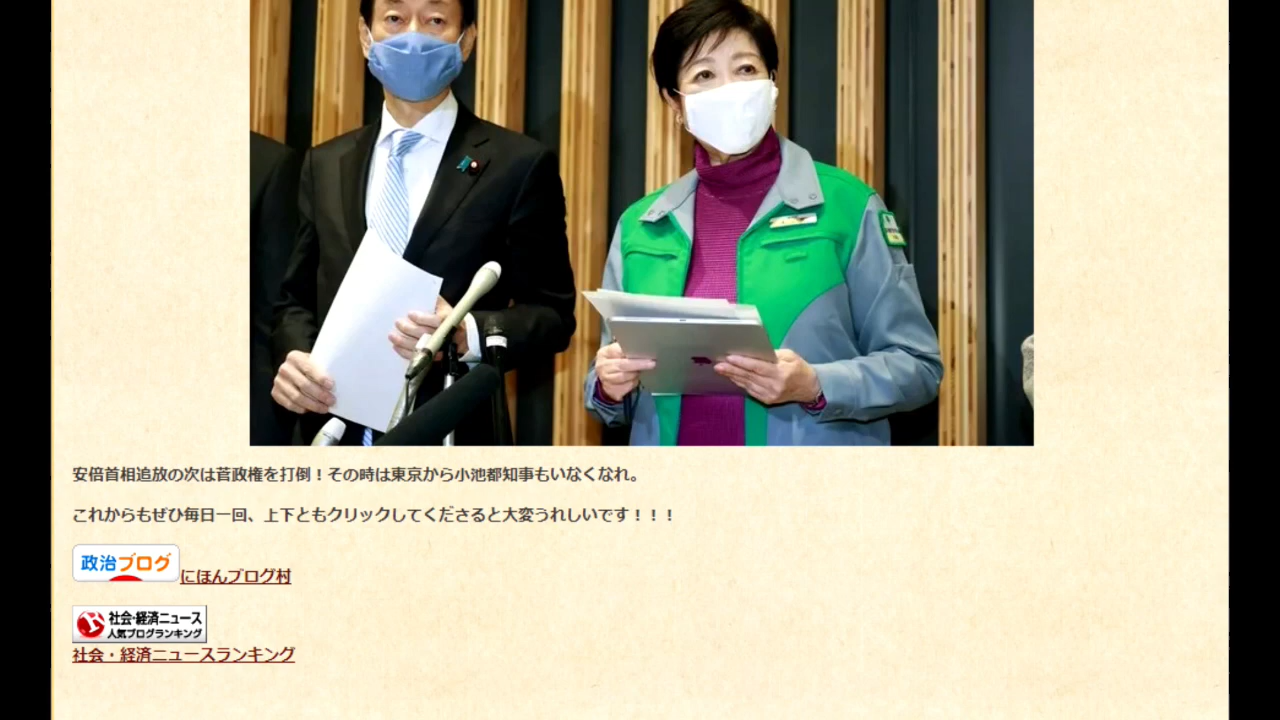 安倍首相追放の次は菅政権を打倒！その時は東京から小池都知事もいなくなれ。
これからもぜひ毎日一回、上下ともクリックしてくださると大変うれしいです！！！
政治ブログ
にほんブログ村
社会・経済ニュース
人気ブログランキング
社会・経済ニュースランキング